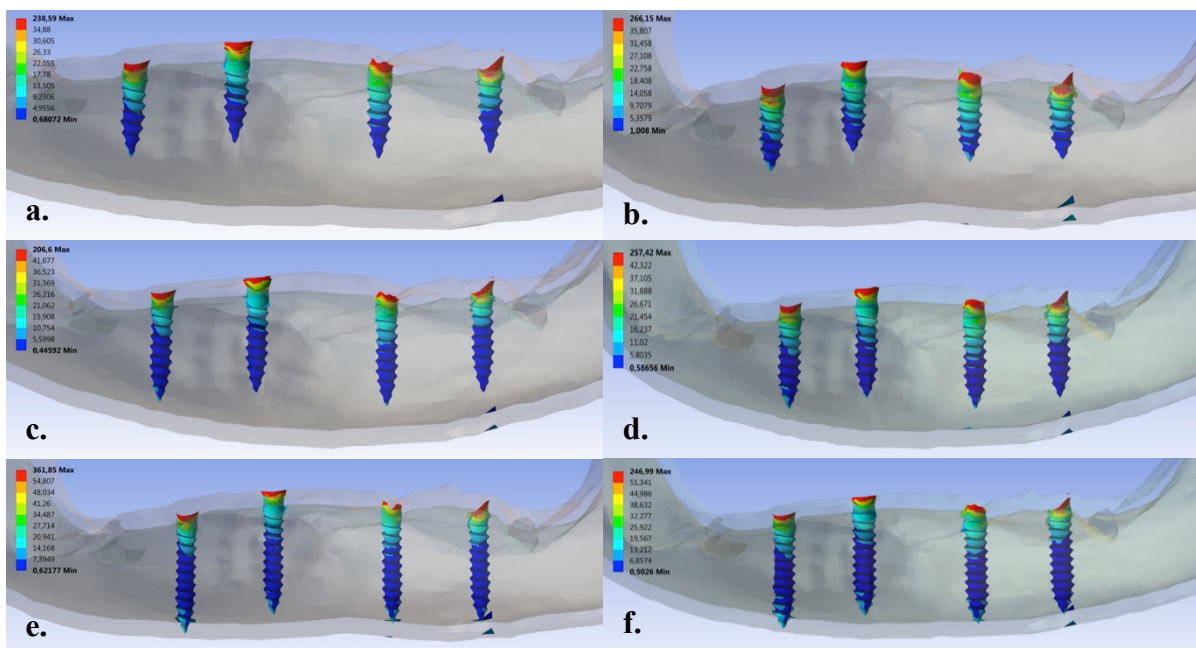 238,59 Max
34,88
30,605
26,33
22,055
17,78
13,505
9,2306
4,9556
0,68072 Min
a.
266,15 Max
35,807
31,458
27,108
22,758
18,408
14,058
9,7079
5,3579
1,008 Min
b.
206,6 Max
41,677
36,523
31,369
26,216
21,062
15,908
10,754
5,5998
0,44592 Min
c.
257,42 Max
42,322
37,105
31,888
26,671
21,454
16,237
11,02
5,8035
0,58656 Min
d.
361,85 Max
54,807
48,034
41,26
34,487
27,714
20,941
14,168
7,3949
0,62177 Min
e.
246,99 Max
51,341
44,986
38,632
32,277
25,922
19,567
13,212
6,8574
0,5026 Min
f.